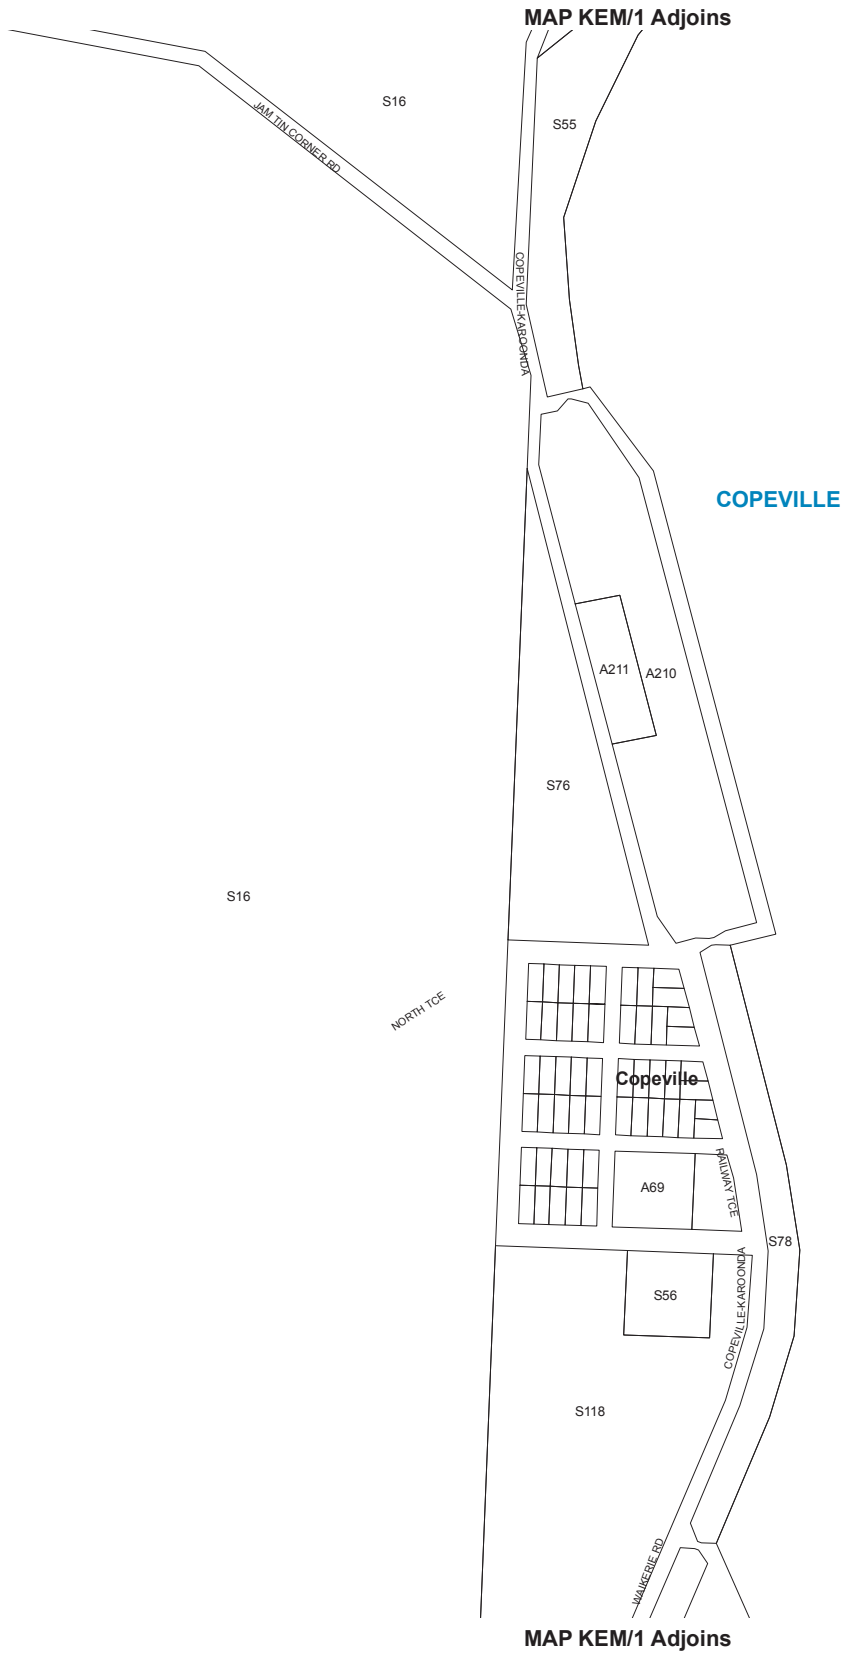 MAP KEM/1 Adjoins
S16
S55
JAM TIN CORNER RD
COPEVILLE-KAROONDA
COPEVILLE
A211
A210
S76
S16
NORTH TCE
Copeville
RAILWAY TCE
A69
S78
COPEVILLE-KAROONDA
S56
S118
WAIKERIE RD
MAP KEM/1 Adjoins